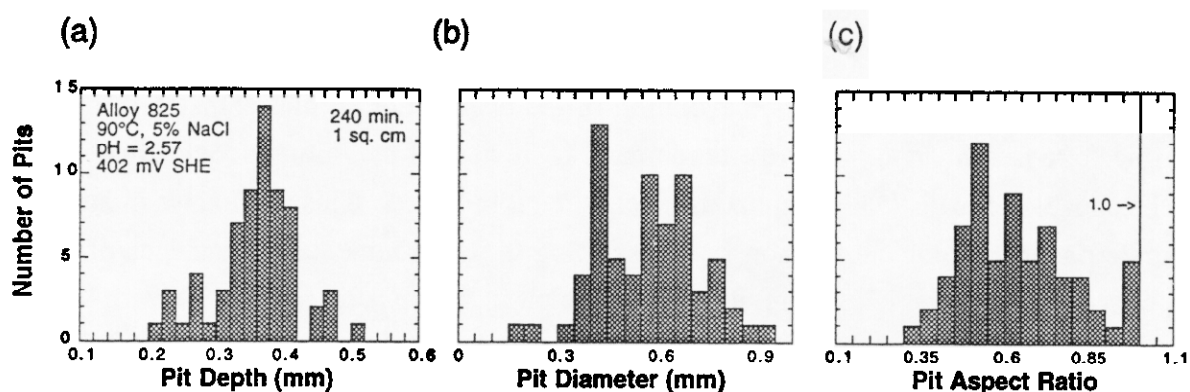 (a)
(b)
(c)
Number of Pits
15
10
5
0
Alloy 825
90°C, 5% NaCl
pH = 2.57
402 mV SHE
240 min.
1 sq. cm
0.1 0.2 0.3 0.4 0.5 0.6
Pit Depth (mm)
0 0.3 0.6 0.9
Pit Diameter (mm)
1.0
0.1 0.35 0.6 0.85 1.1
Pit Aspect Ratio